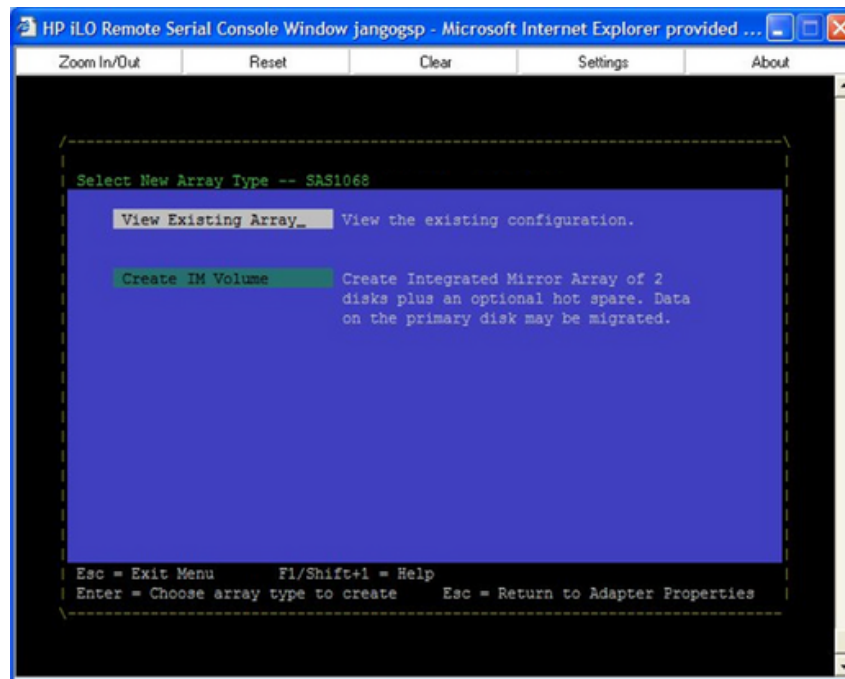 HP iLO Remote Serial Console Window jangogsp - Microsoft Internet Explorer provided ...
Zoom In/Out Reset Clear Settings About
Select New Array Type -- SAS1068
View Existing Array_ View the existing configuration.
Create IM Volume Create Integrated Mirror Array of 2
disks plus an optional hot spare. Data
on the primary disk may be migrated.
Esc = Exit Menu F1/Shift+1 = Help
Enter = Choose array type to create Esc = Return to Adapter Properties